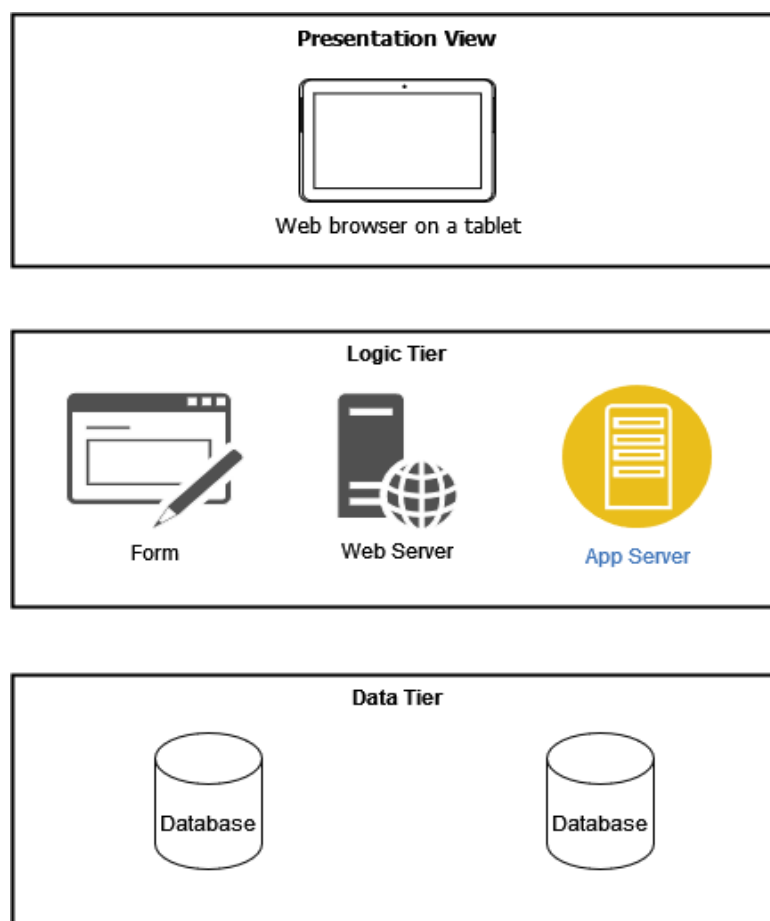 Presentation View
Web browser on a tablet
Logic Tier
Form
Web Server
App Server
Data Tier
Database
Database